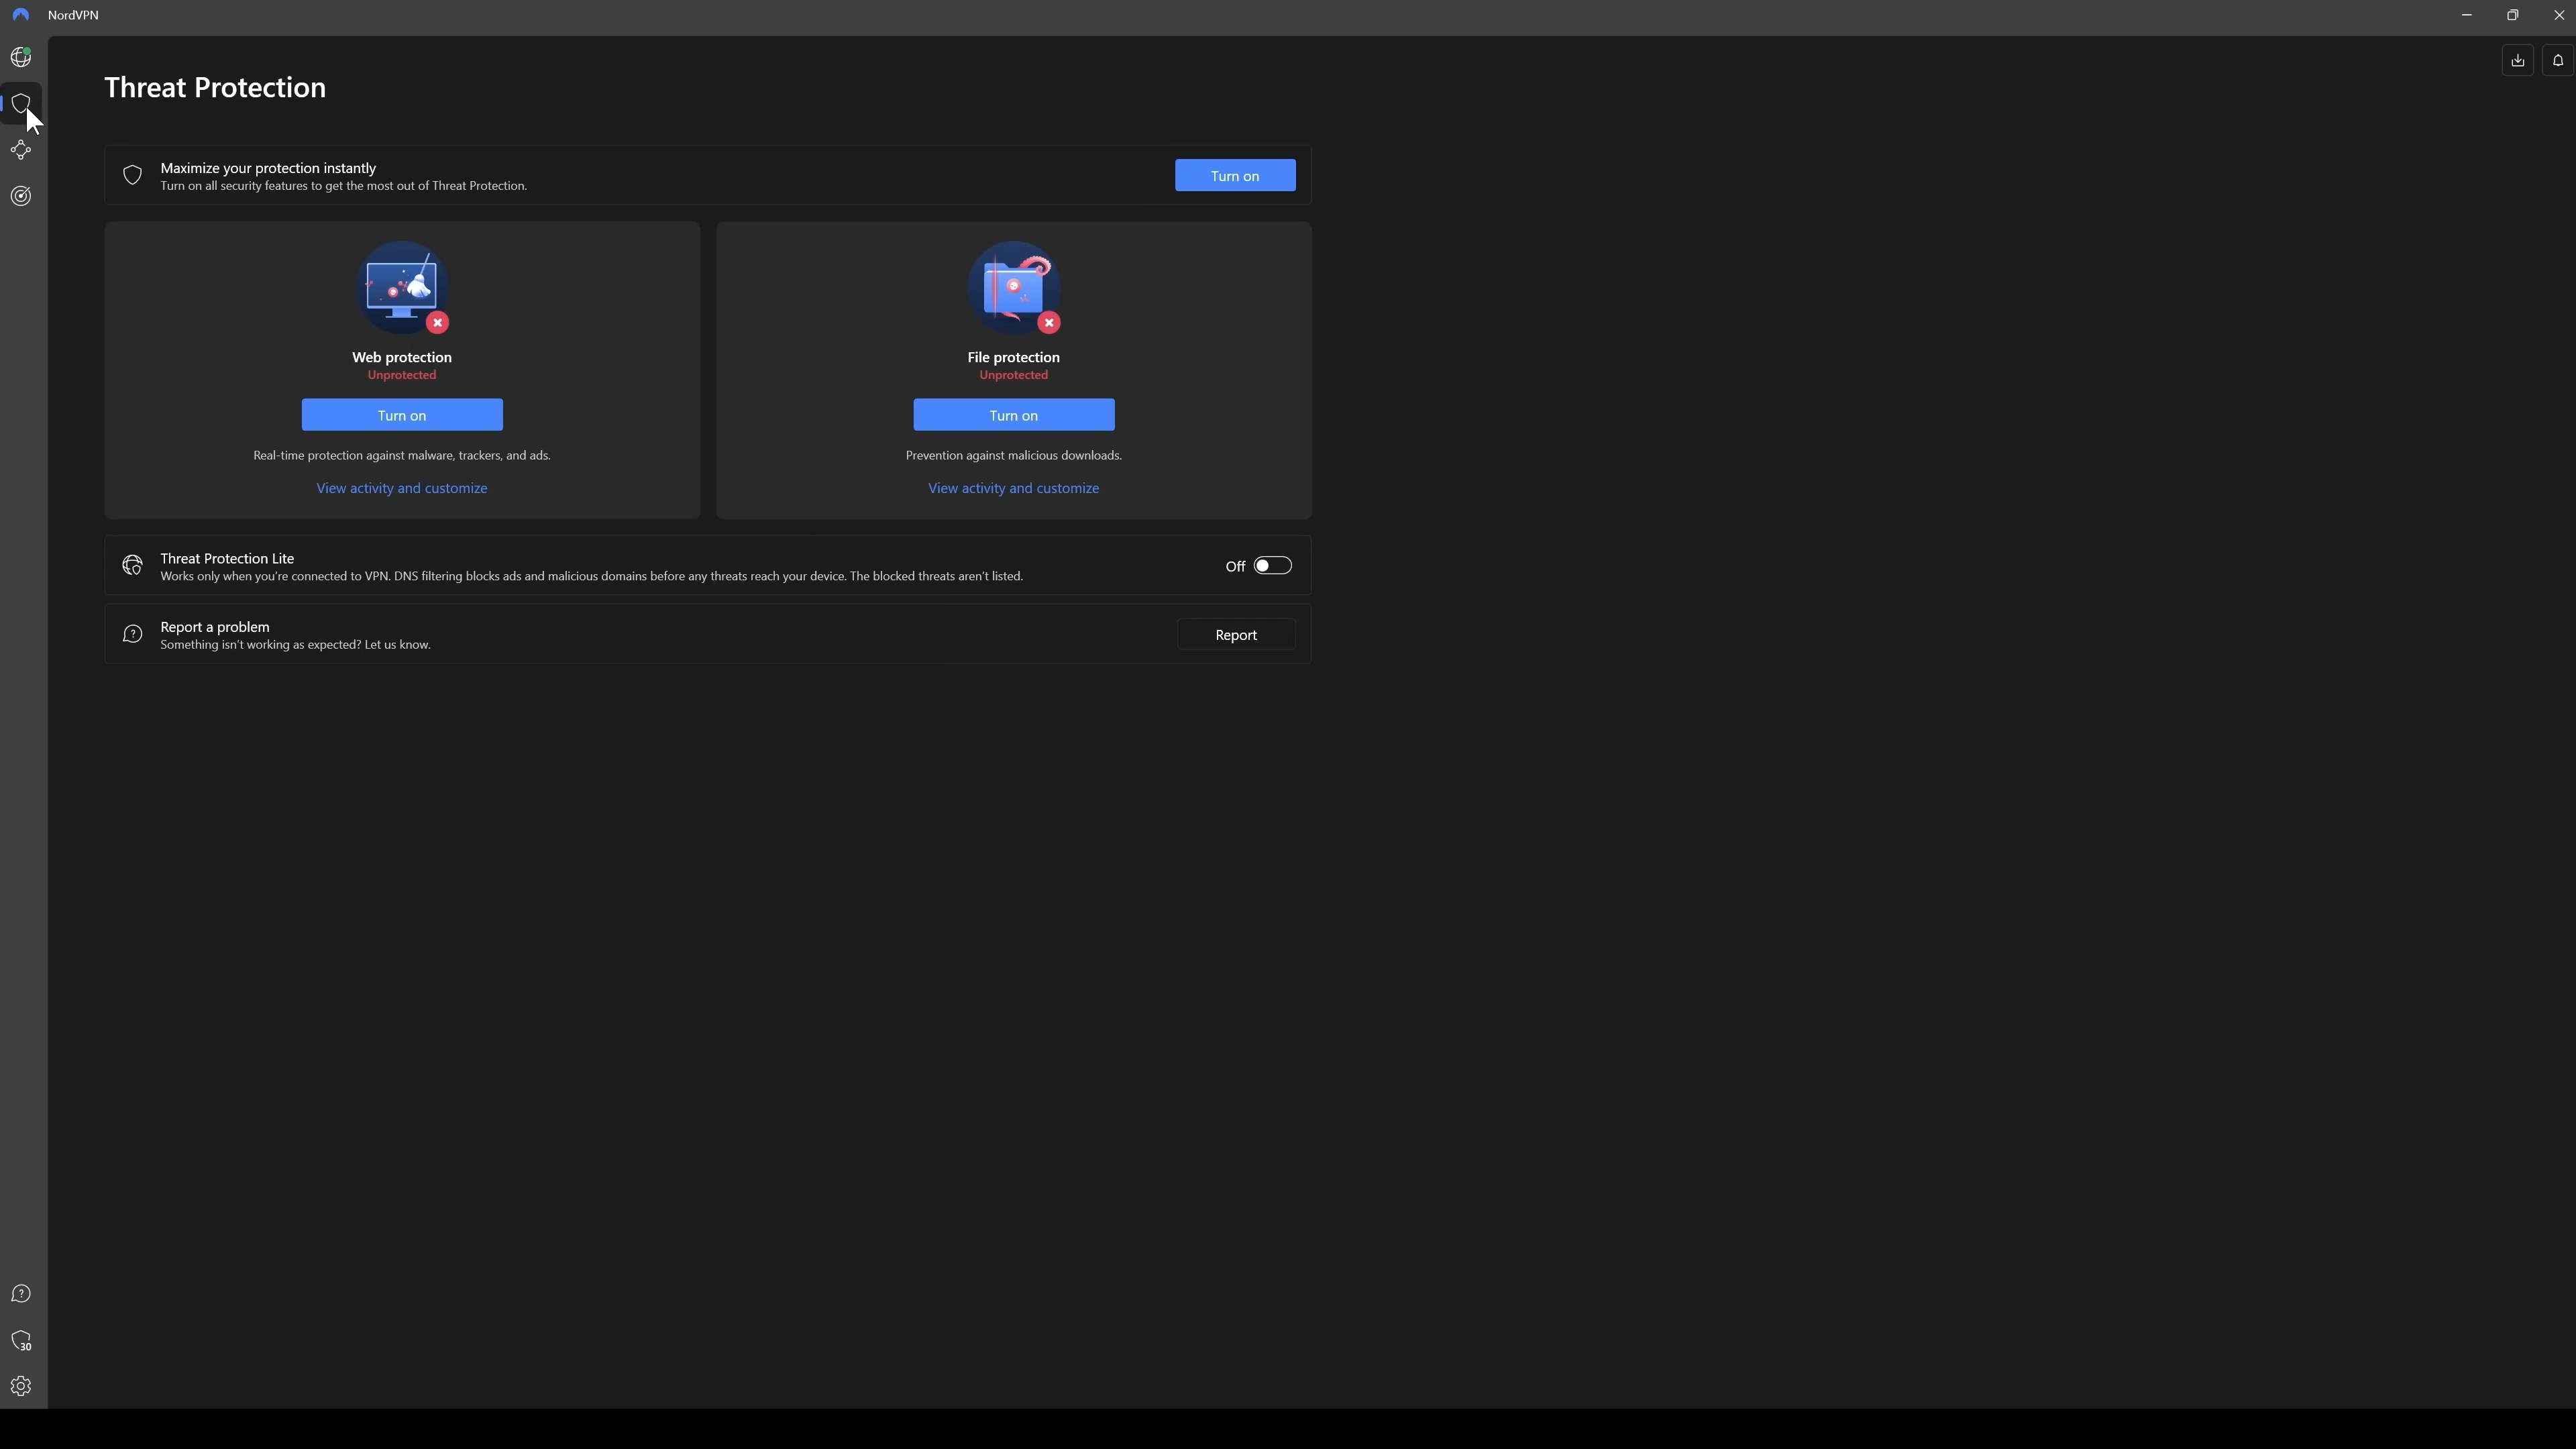 NordVPN
Threat Protection
Maximize your protection instantly
Turn on all security features to get the most out of Threat Protection.
Turn on
Web protection
Unprotected
Turn on
Real-time protection against malware, trackers, and ads.
View activity and customize
File protection
Unprotected
Turn on
Prevention against malicious downloads.
View activity and customize
Threat Protection Lite
Works only when you're connected to VPN. DNS filtering blocks ads and malicious domains before any threats reach your device. The blocked threats aren't listed.
Off
Report a problem
Something isn't working as expected? Let us know.
Report
30